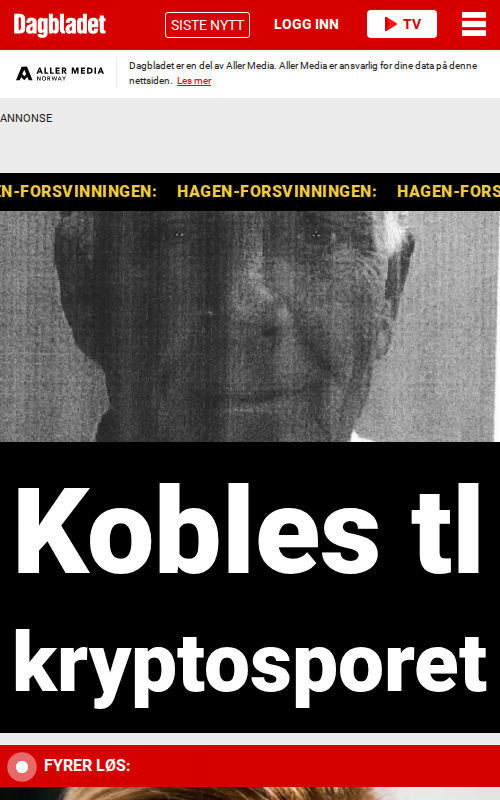 Dagbladet
SISTE NYTT
LOGG INN
TV
ALLER MEDIA
NORWAY
Dagbladet er en del av Aller Media. Aller Media er ansvarlig for dine data på denne
nettsiden. Les mer
ANNONSE
EN-FORSVINNINGEN: HAGEN-FORSVINNINGEN: HAGEN-FORS
Kobles tl
kryptosporet
FYRER LØS: